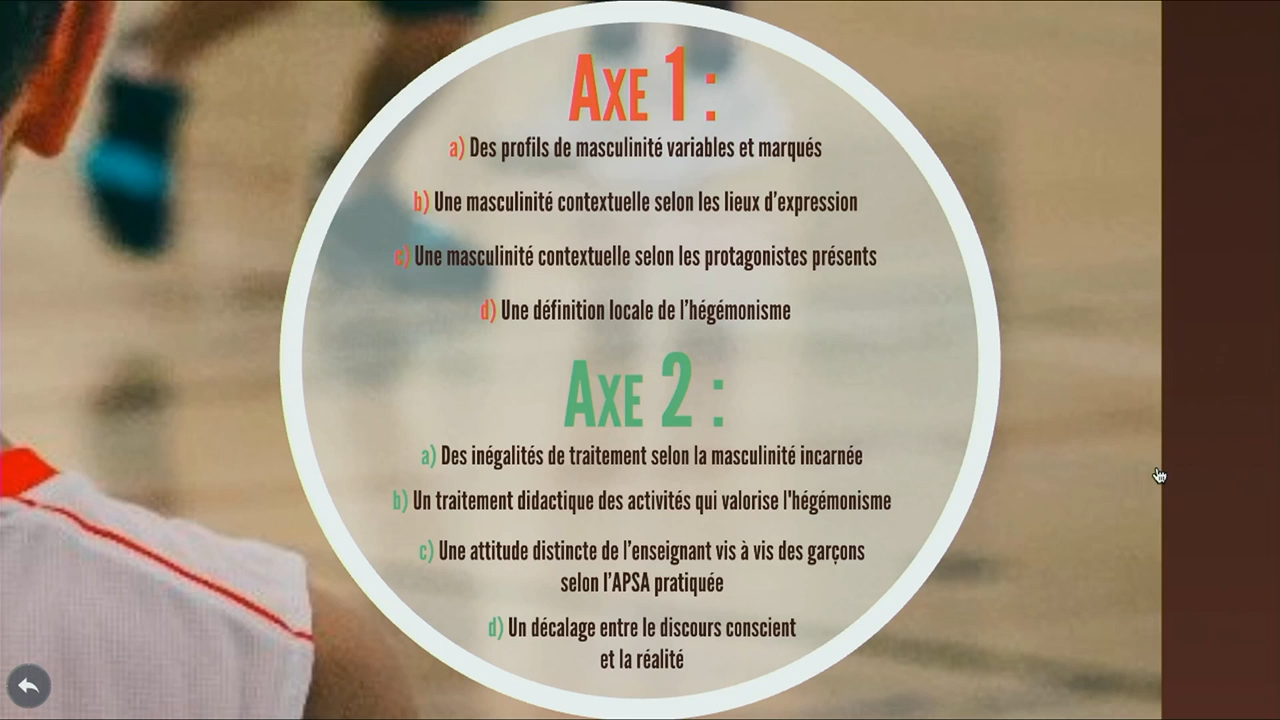 Axe 1 :
a) Des profils de masculinité variables et marqués
b) Une masculinité contextuelle selon les lieux d'expression
c) Une masculinité contextuelle selon les protagonistes présents
d) Une définition locale de l'hégémonisme
Axe 2 :
a) Des inégalités de traitement selon la masculinité incarnée
b) Un traitement didactique des activités qui valorise l'hégémonisme
c) Une attitude distincte de l'enseignant vis à vis des garçons
selon l'APSA pratiquée
d) Un décalage entre le discours conscient
et la réalité